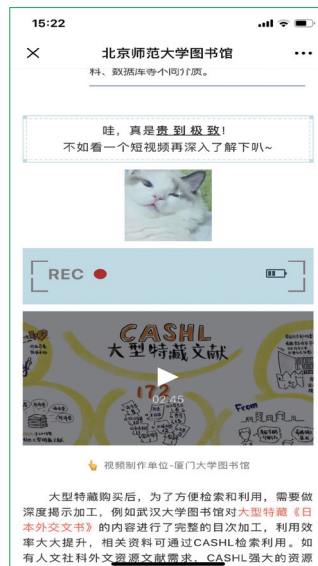 15:22
北京师范大学图书馆
料、数据库等不同介质。
哇，真是贵到极致！
不如看一个短视频再深入了解下叭~
REC
CASHL
大型特藏文献
172
From
02:45
视频制作单位-厦门大学图书馆
大型特藏购买后，为了方便检索和利用，需要做
深度揭示加工，例如武汉大学图书馆对大型特藏《日
本外交文书》的内容进行了完整的目次加工，利用效
率大大提升，相关资料可通过CASHL检索利用。如
有人文社科外文资源文献需求，CASHL强大的资源